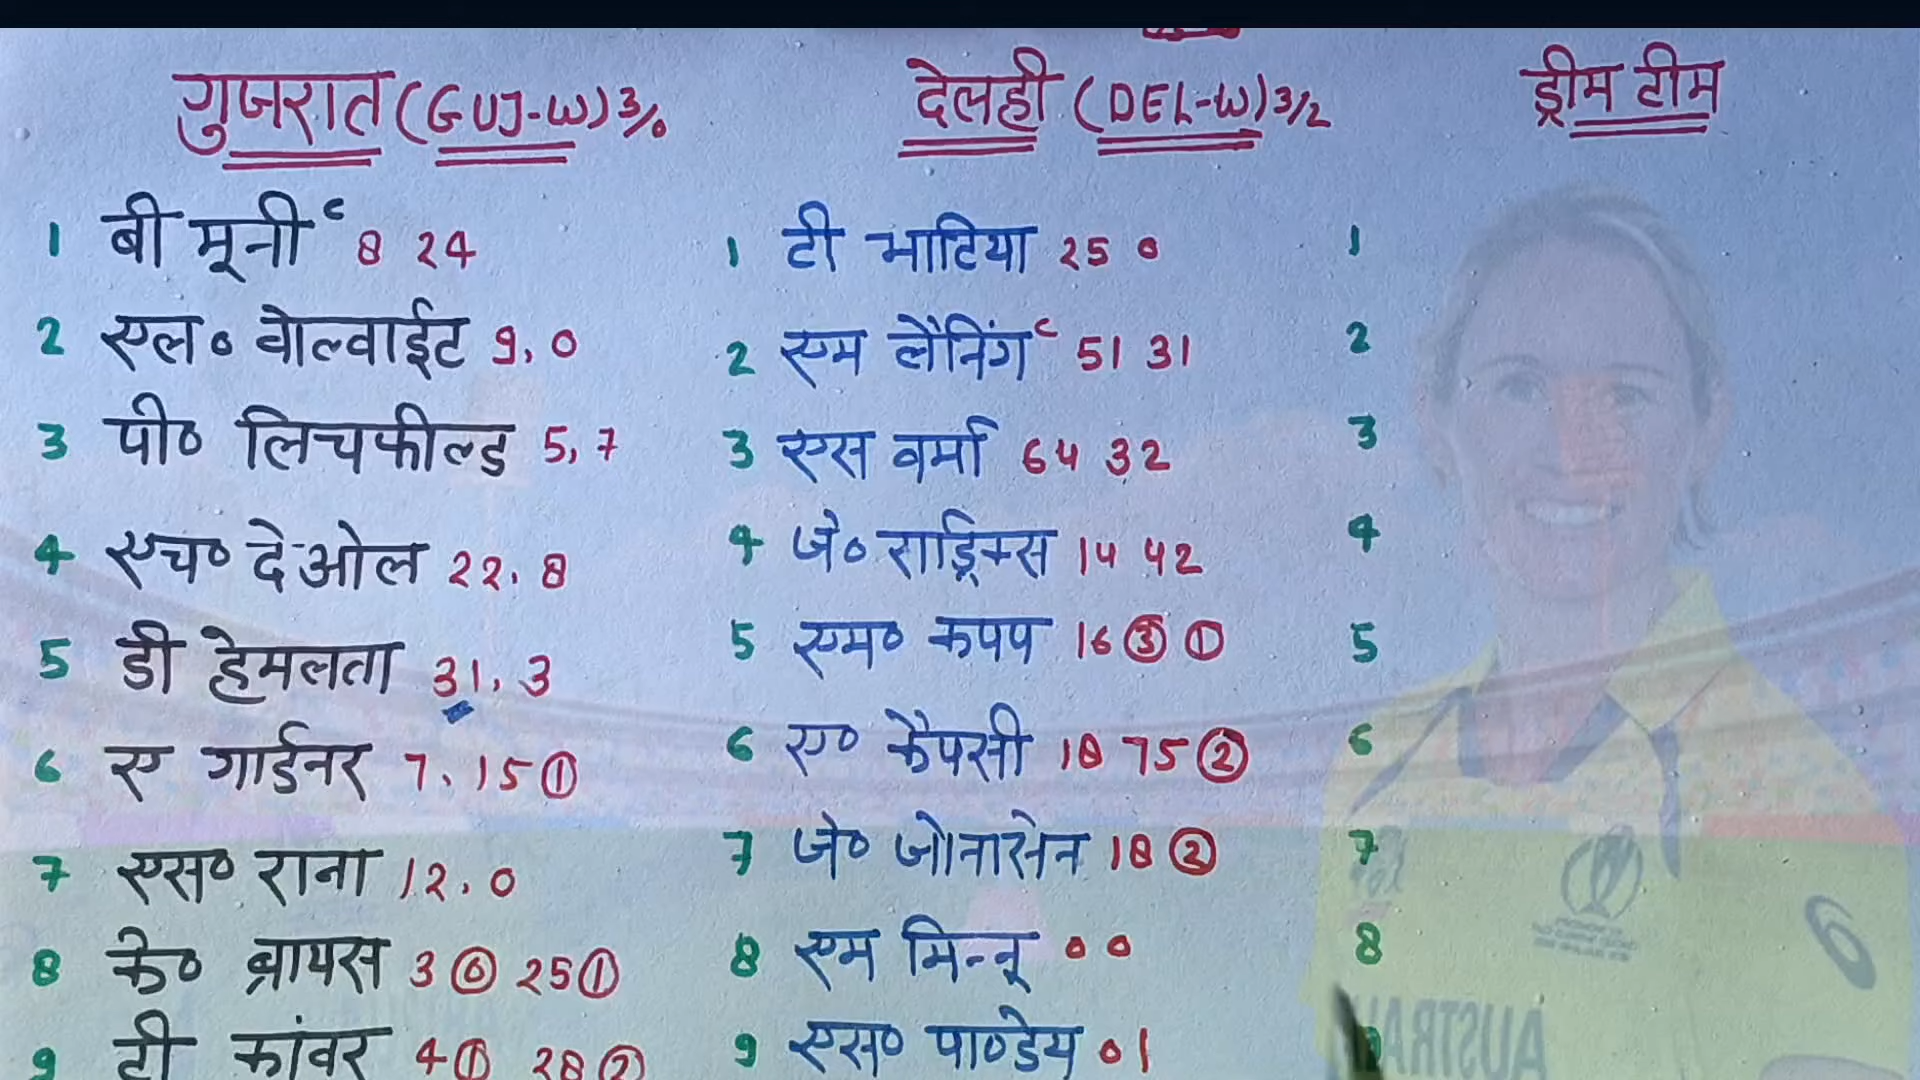 गुजरात (GUJ-W) 3/0
1 बी मूनी c 8 24
2 एल० वोल्वाईट 9, 0
3 पी० लिचफील्ड 5, 7
4 एच० देओल 22, 8
5 डी हेमलता 31, 3
6 ए गार्डनर 7, 15 ①
7 एस० राना 12, 0
8 के० ब्रायस 3 ⓪ 25 ①
9 टी कांवर 4 ① 28 ②
देलही (DEL-W) 3/2
1 टी भाटिया 25 0
2 एम लैनिंग c 51 31
3 एस वर्मा 64 32
4 जे० राड्रिक्स 14 42
5 एम० कपप 16 ③ ①
6 ए० कैपसी 18 75 ②
7 जे० जोनासेन 18 ②
8 एम मिन्नू 0 0
9 एस० पाण्डेय 0 1
ड्रीम टीम
1
2
3
4
5
6
7
8
9
AUSTRA
6